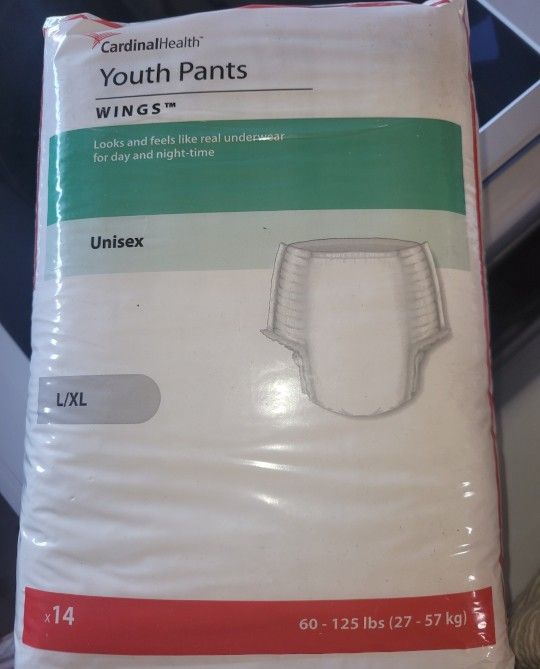 CardinalHealth™
Youth Pants
WINGS™
Looks and feels like real underwear
for day and night-time
Unisex
L/XL
x14
60 - 125 lbs (27 - 57 kg)